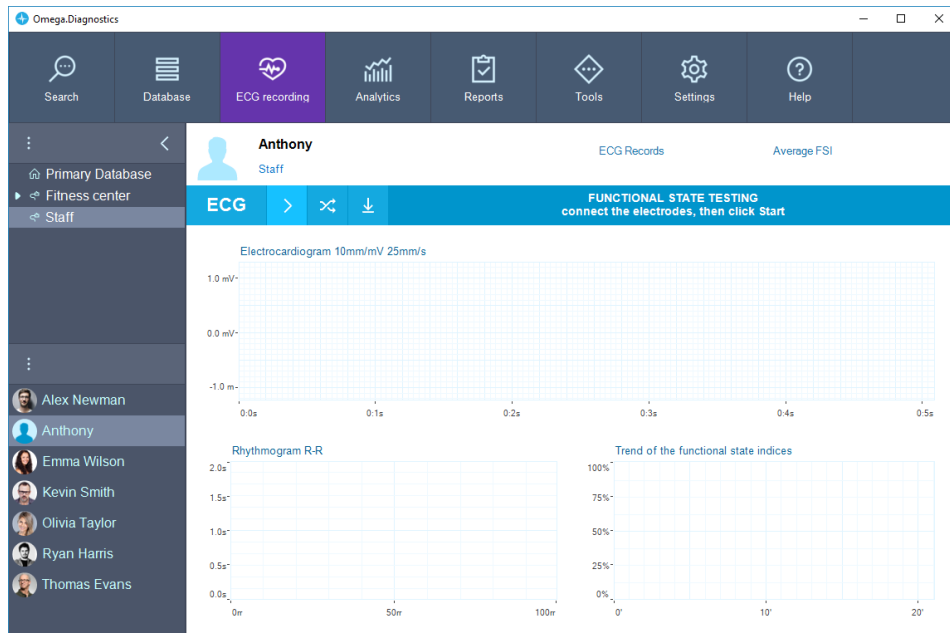 Omega.Diagnostics
Search
Database
ECG recording
Analytics
Reports
Tools
Settings
Help
Primary Database
Fitness center
Staff
Alex Newman
Anthony
Emma Wilson
Kevin Smith
Olivia Taylor
Ryan Harris
Thomas Evans
Anthony
Staff
ECG Records
Average FSI
ECG
FUNCTIONAL STATE TESTING
connect the electrodes, then click Start
Electrocardiogram 10mm/mV 25mm/s
1.0 mV
0.0 mV
-1.0 m
0:0s 0:1s 0:2s 0:3s 0:4s 0:5s
Rhythmogram R-R
2.0s
1.5s
1.0s
0.5s
0.0s
0rr 50rr 100rr
Trend of the functional state indices
100%
75%
50%
25%
0%
0' 10' 20'